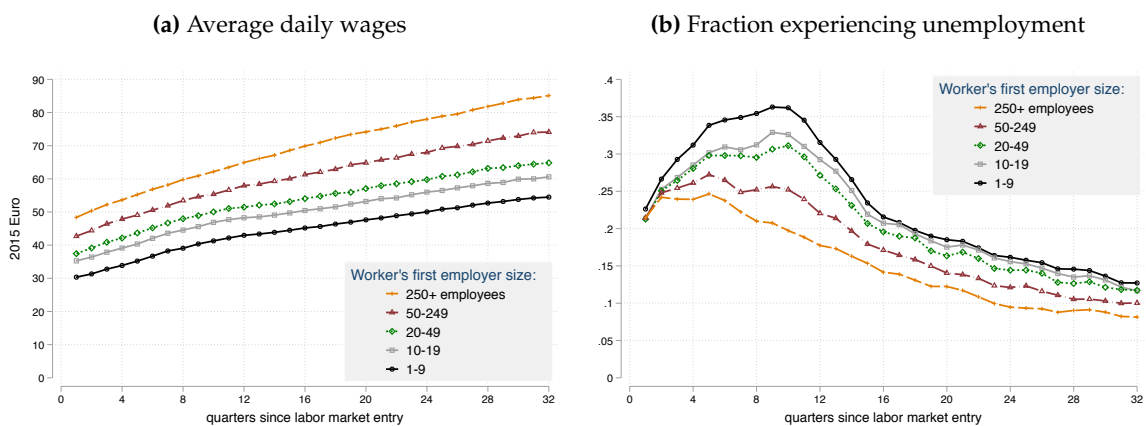 (a) Average daily wages
90
80
70
60
50
40
30
20
10
0
2015 Euro
Worker's first employer size:
250+ employees
50-249
20-49
10-19
1-9
0 4 8 12 16 20 24 28 32
quarters since labor market entry
(b) Fraction experiencing unemployment
.4
.35
.3
.25
.2
.15
.1
.05
0
Worker's first employer size:
250+ employees
50-249
20-49
10-19
1-9
0 4 8 12 16 20 24 28 32
quarters since labor market entry